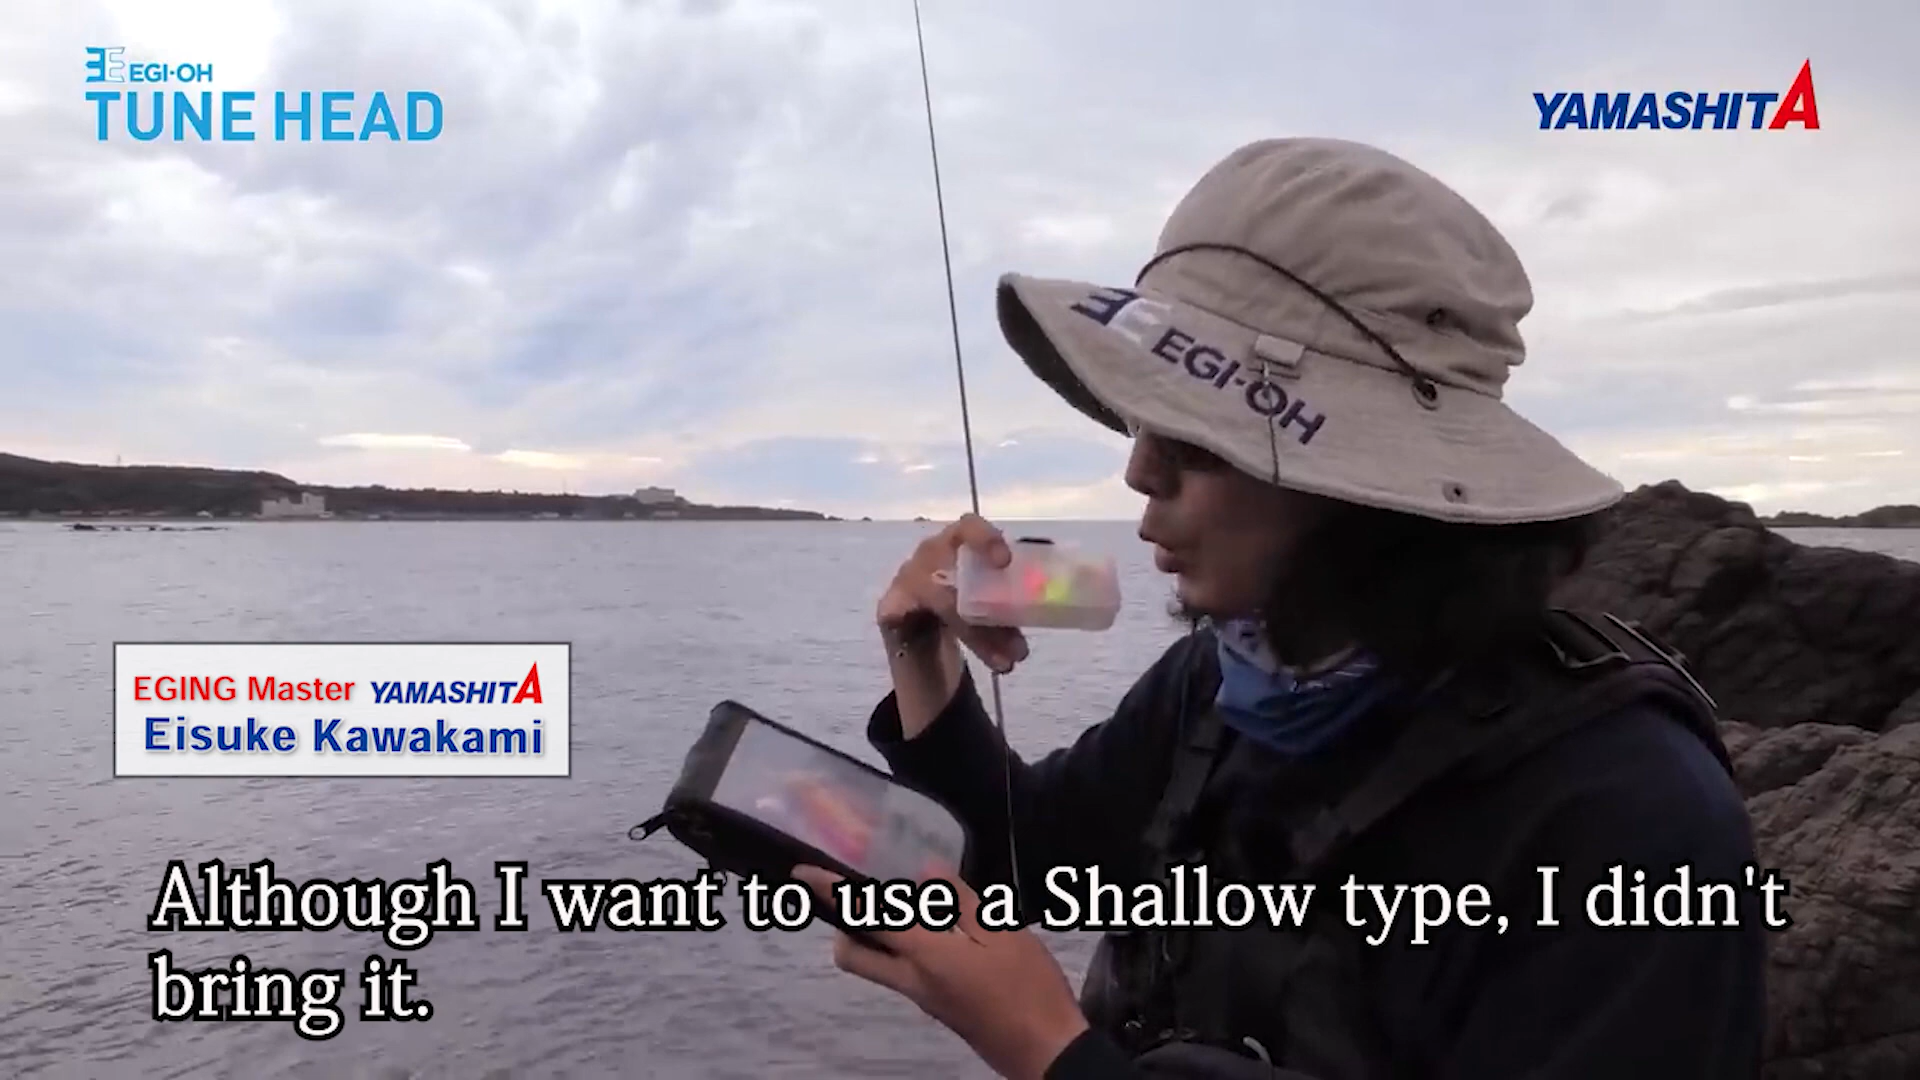 EGI-OH
TUNE HEAD
YAMASHITA
EGI-OH
EGING Master YAMASHITA
Eisuke Kawakami
Although I want to use a Shallow type, I didn't
bring it.